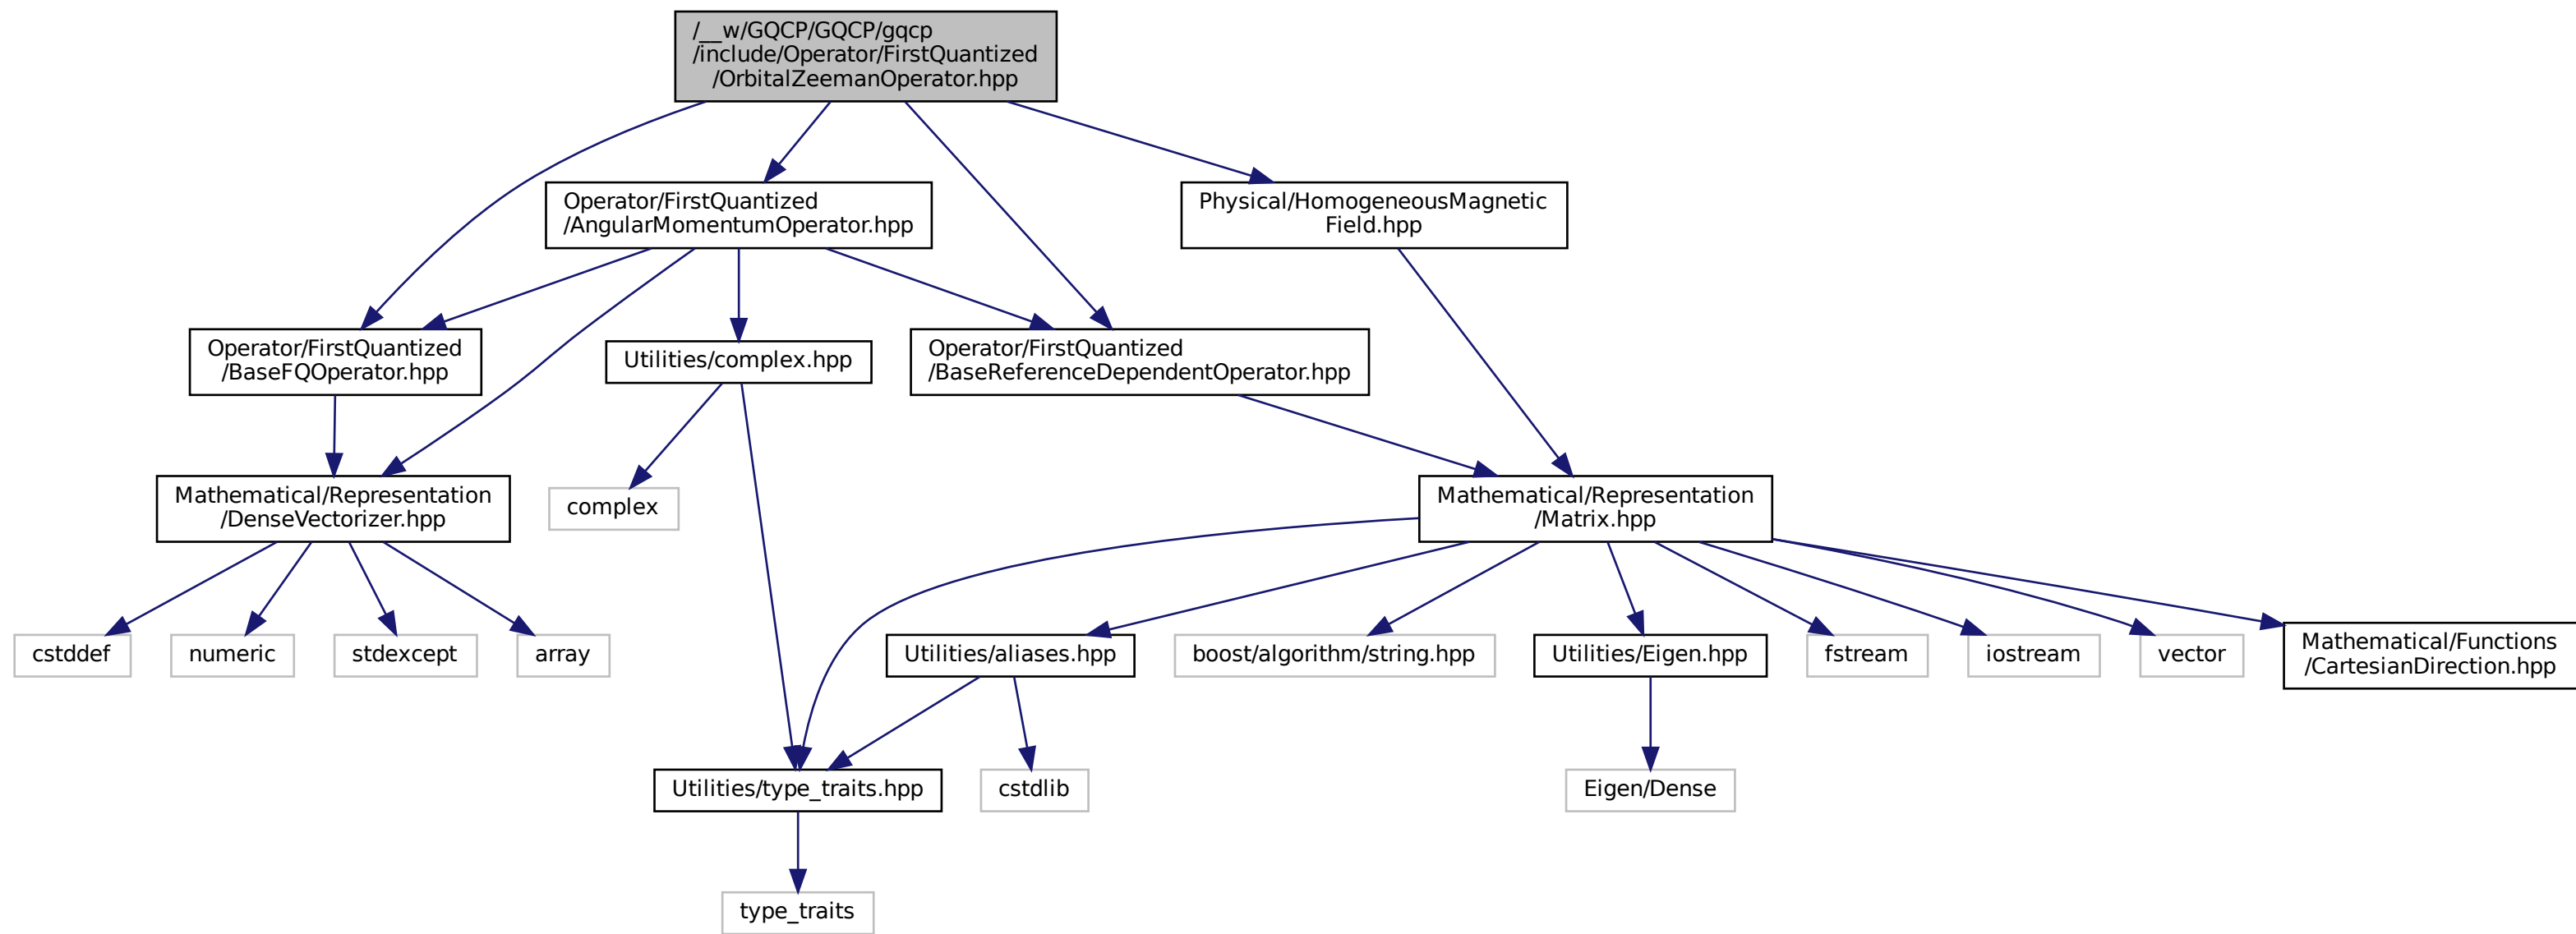 /__w/GQCP/GQCP/gqcp
/include/Operator/FirstQuantized
/OrbitalZeemanOperator.hpp
Operator/FirstQuantized
/AngularMomentumOperator.hpp
Physical/HomogeneousMagnetic
Field.hpp
Operator/FirstQuantized
/BaseFQOperator.hpp
Utilities/complex.hpp
Operator/FirstQuantized
/BaseReferenceDependentOperator.hpp
Mathematical/Representation
/DenseVectorizer.hpp
complex
Mathematical/Representation
/Matrix.hpp
cstddef
numeric
stdexcept
array
Utilities/aliases.hpp
boost/algorithm/string.hpp
Utilities/Eigen.hpp
fstream
iostream
vector
Mathematical/Functions
/CartesianDirection.hpp
Utilities/type_traits.hpp
cstdlib
Eigen/Dense
type_traits